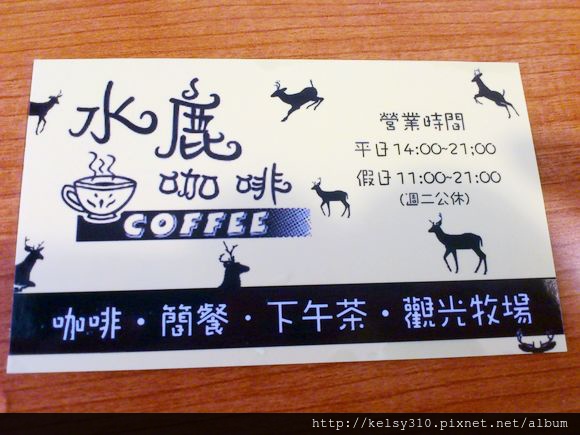 水鹿
咖啡
COFFEE
營業時間
平日14:00~21:00
假日11:00~21:00
(週二公休)
咖啡·簡餐·下午茶·觀光牧場
http://kelsy310.pixnet.net/album